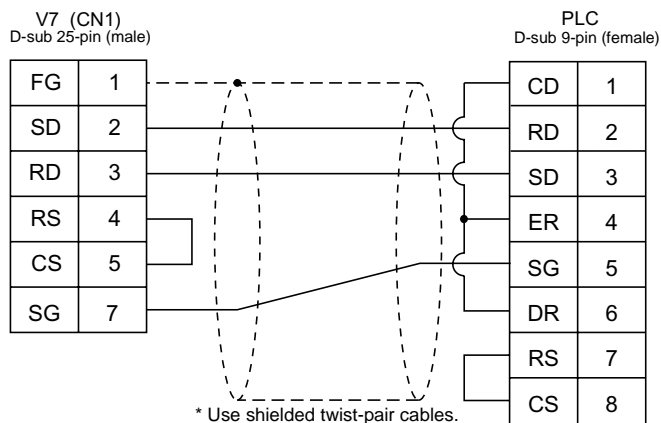 V7 (CN1)
D-sub 25-pin (male)
FG 1
SD 2
RD 3
RS 4
CS 5
SG 7
PLC
D-sub 9-pin (female)
CD 1
RD 2
SD 3
ER 4
SG 5
DR 6
RS 7
CS 8
* Use shielded twist-pair cables.